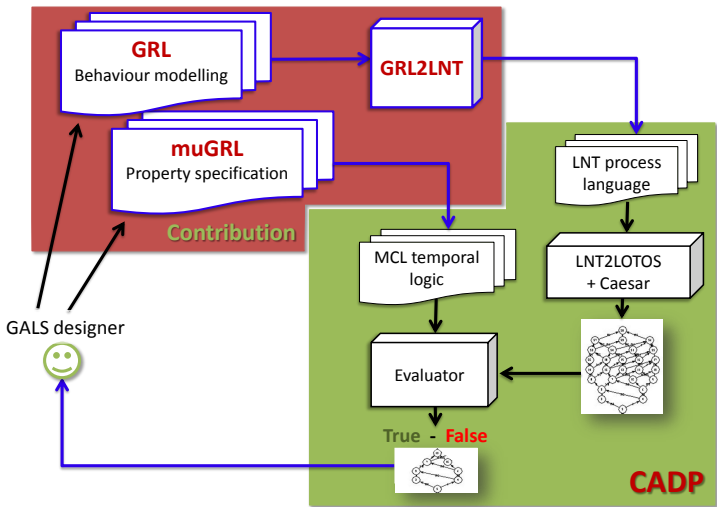 GRL
Behaviour modelling
GRL2LNT
muGRL
Property specification
Contribution
LNT process
language
MCL temporal
logic
LNT2LOTOS
+ Caesar
GALS designer
Evaluator
True - False
CADP